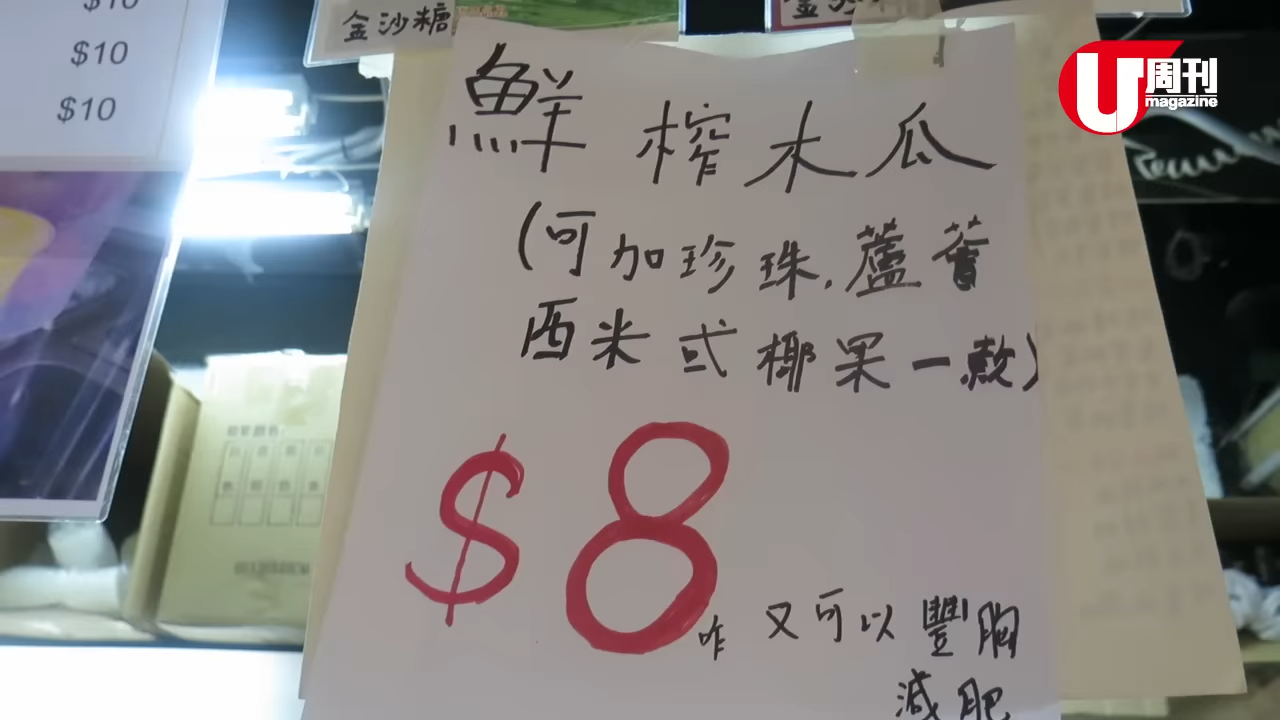 $10
$10
$10
金沙糖
U周刊
magazine
鮮榨木瓜
(可加珍珠,蘆薈
西米或椰果一款)
$8咋 又可以豐胸
減肥